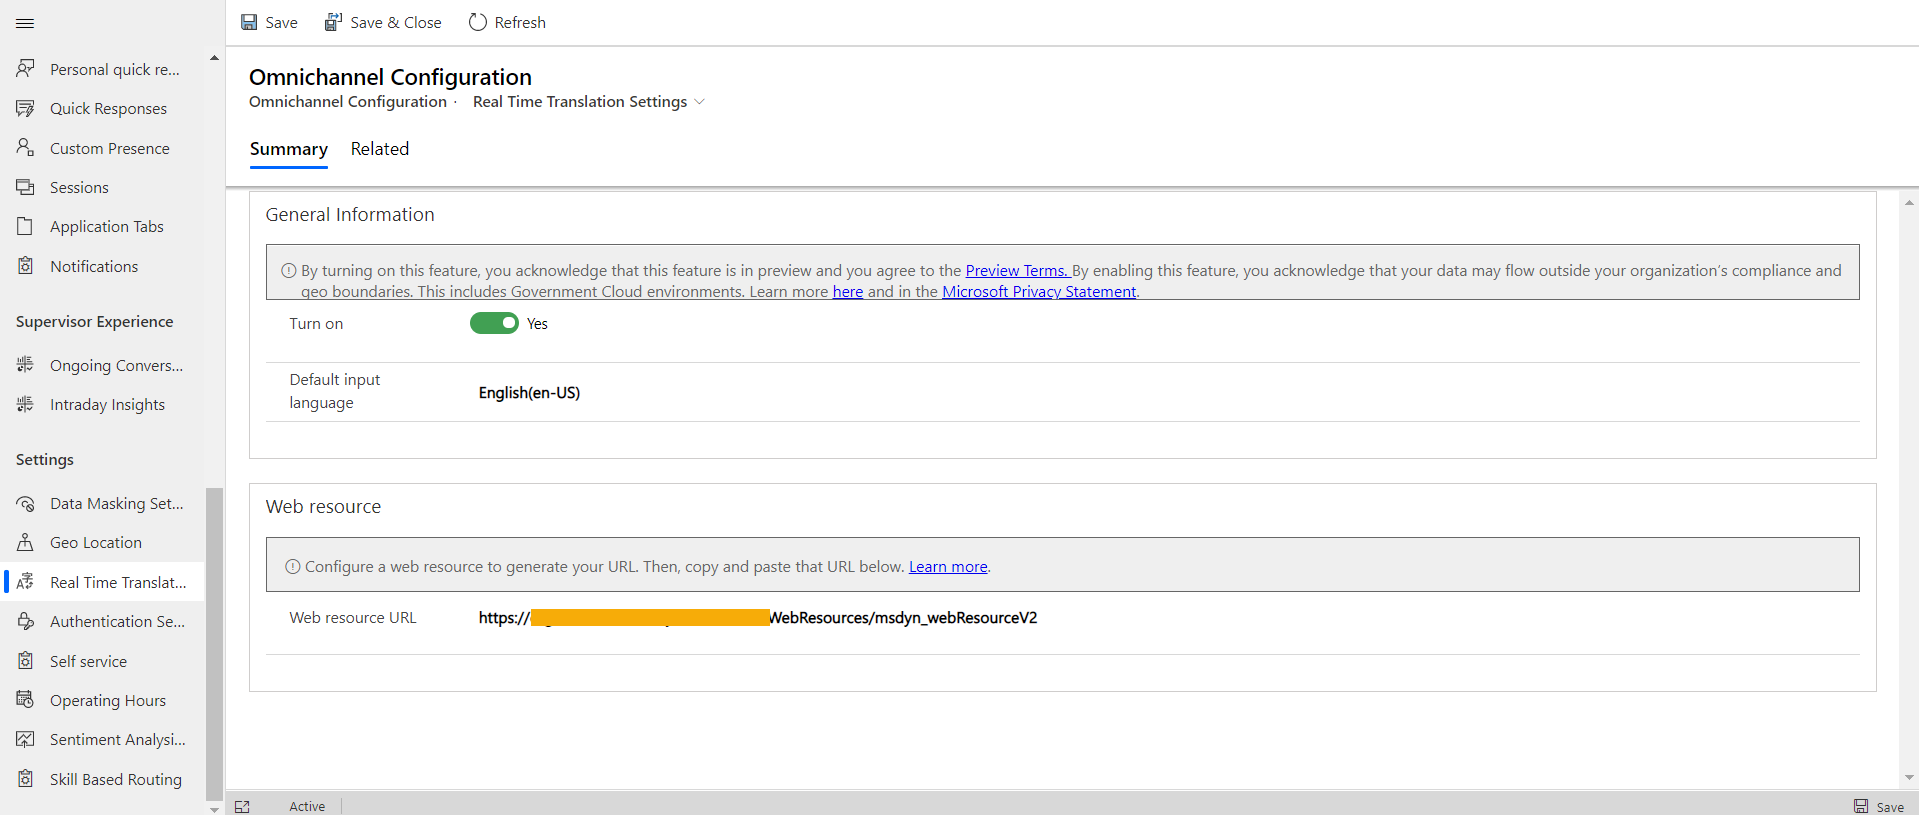 Save
Save & Close
Refresh
Personal quick re...
Quick Responses
Custom Presence
Sessions
Application Tabs
Notifications
Supervisor Experience
Ongoing Convers...
Intraday Insights
Settings
Data Masking Set...
Geo Location
Real Time Translat...
Authentication Se...
Self service
Operating Hours
Sentiment Analysi...
Skill Based Routing
Omnichannel Configuration
Omnichannel Configuration · Real Time Translation Settings
Summary Related
General Information
By turning on this feature, you acknowledge that this feature is in preview and you agree to the Preview Terms. By enabling this feature, you acknowledge that your data may flow outside your organization's compliance and
geo boundaries. This includes Government Cloud environments. Learn more here and in the Microsoft Privacy Statement.
Turn on Yes
Default input
language
English(en-US)
Web resource
Configure a web resource to generate your URL. Then, copy and paste that URL below. Learn more.
Web resource URL https:// WebResources/msdyn_webResourceV2
Active
Save